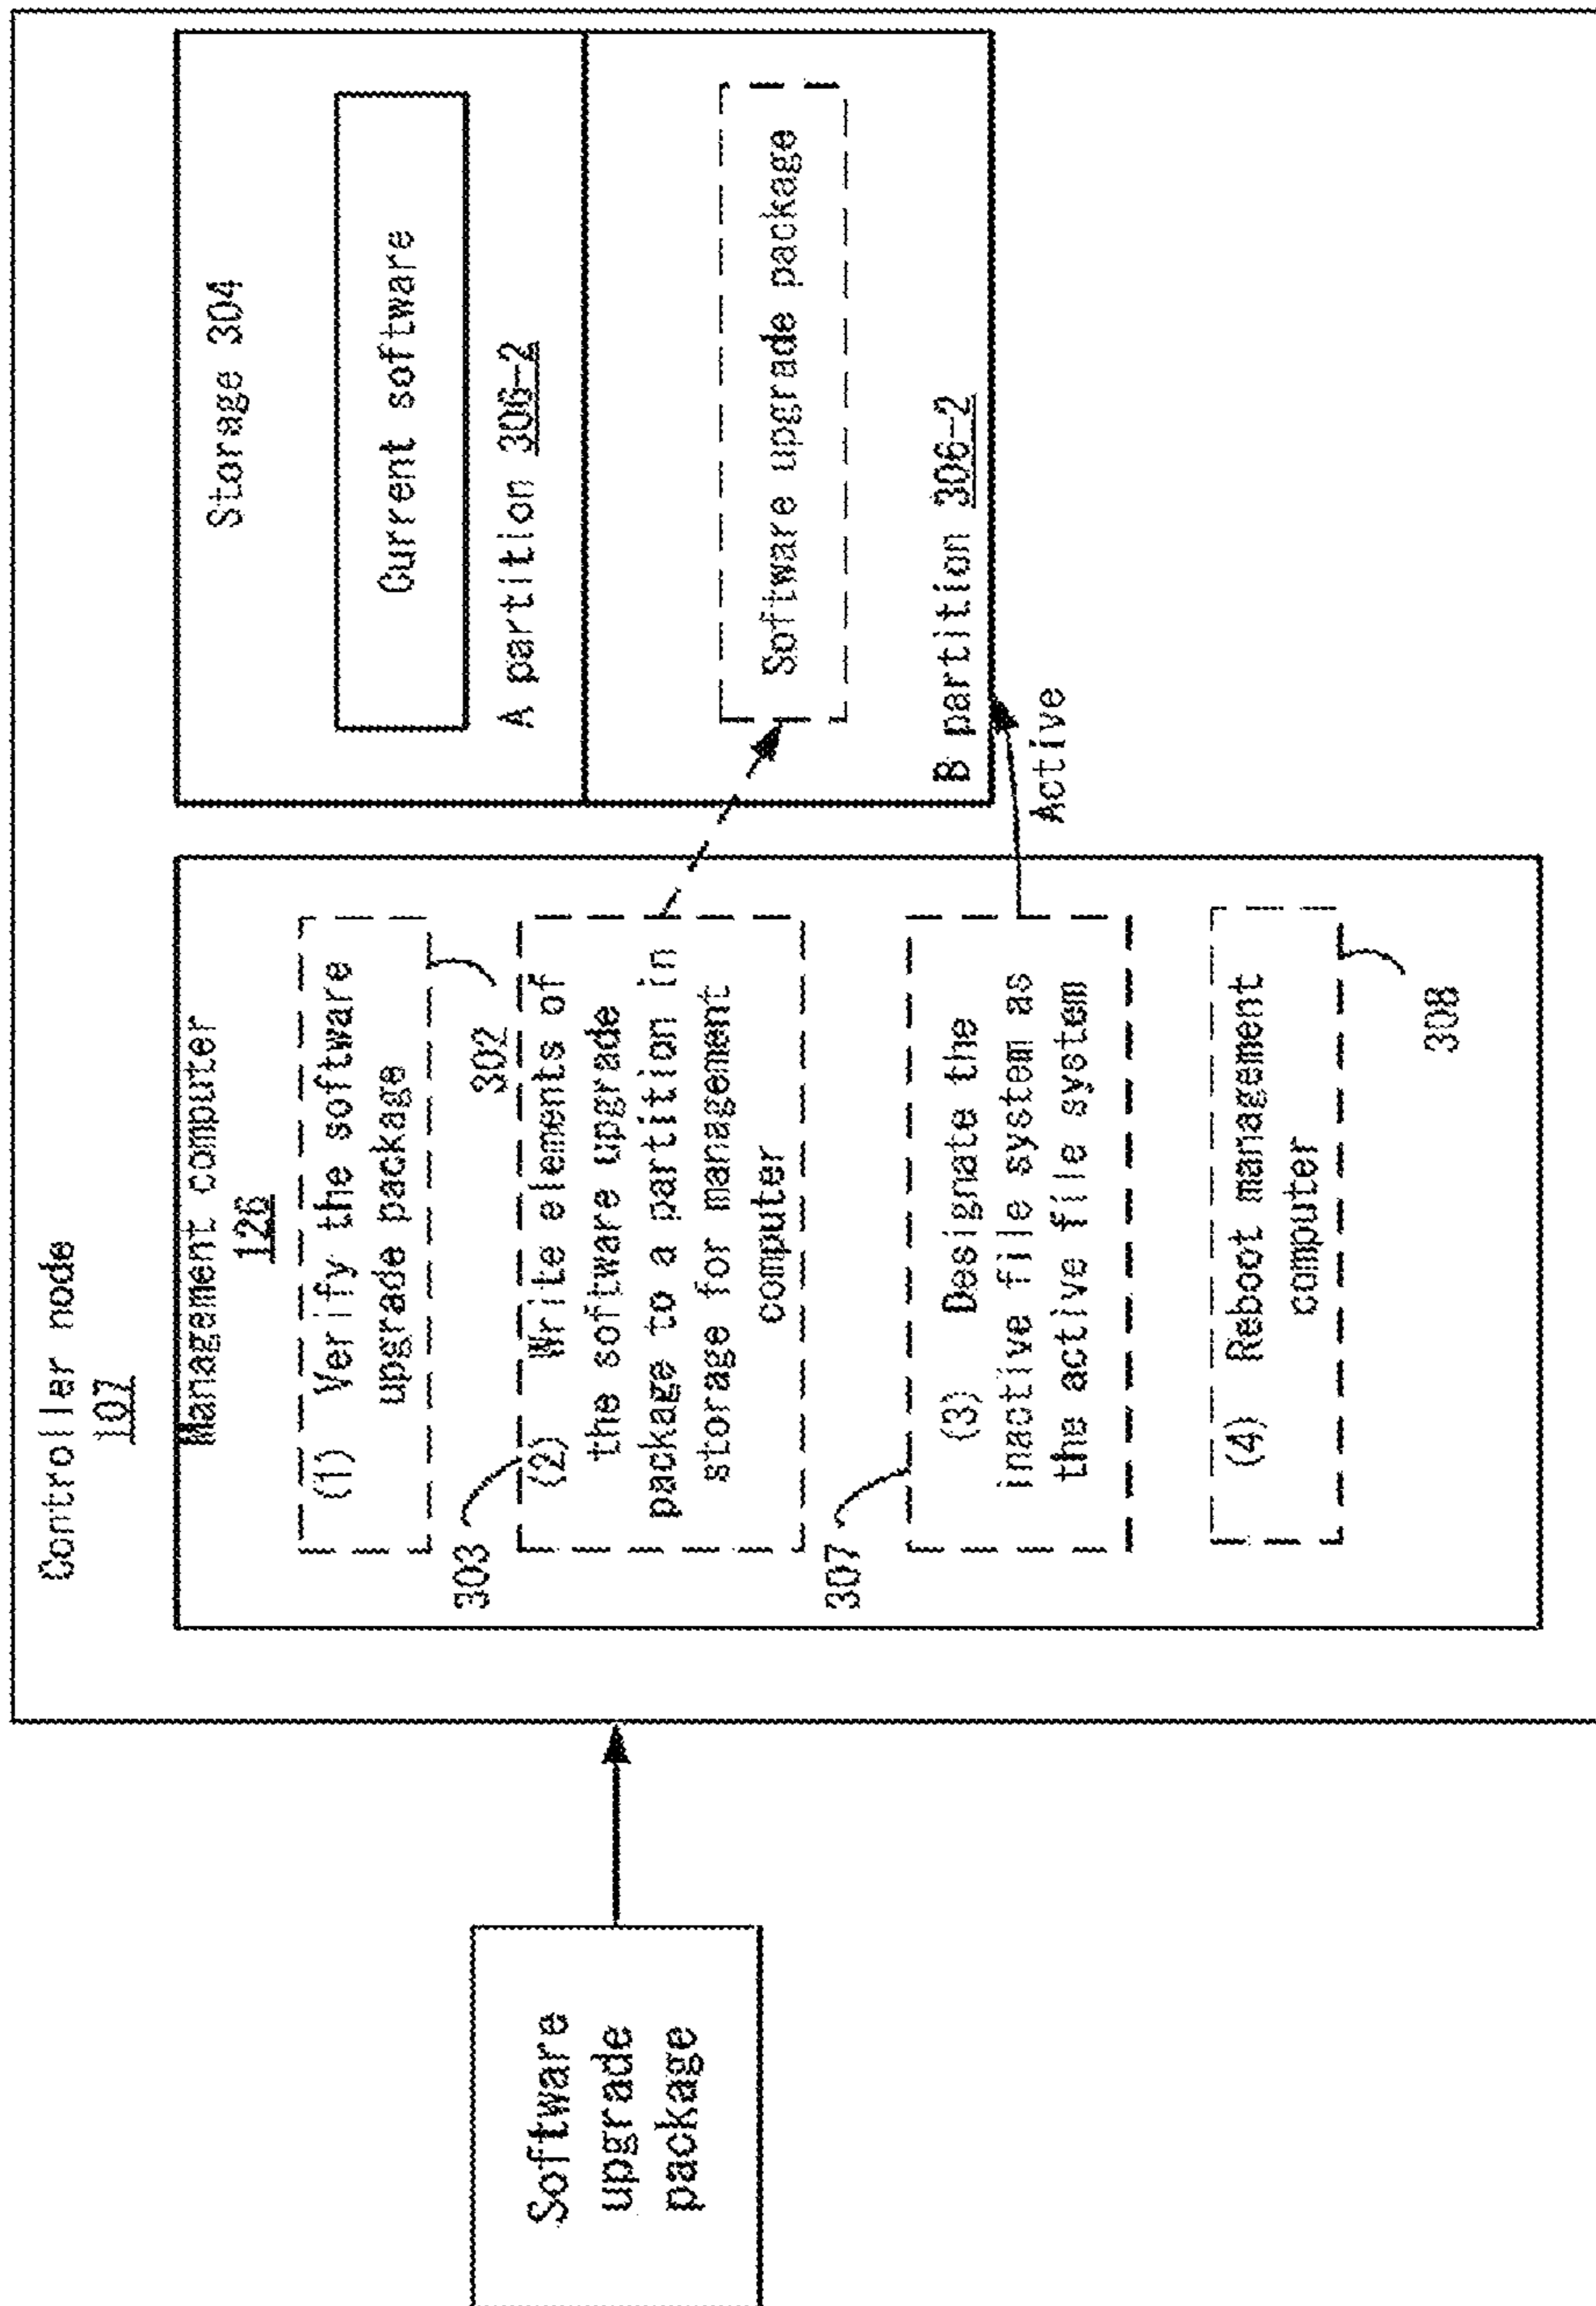 Software
upgrade
package
Controller node
107
Management computer
126
(1) Verify the software
upgrade package
302
303
(2) Write elements of
the software upgrade
package to a partition in
storage for management
computer
307
(3) Designate the
inactive file system as
the active file system
(4) Reboot management
computer
308
Storage 304
Current software
A partition 306-2
Software upgrade package
B partition 306-2
Active